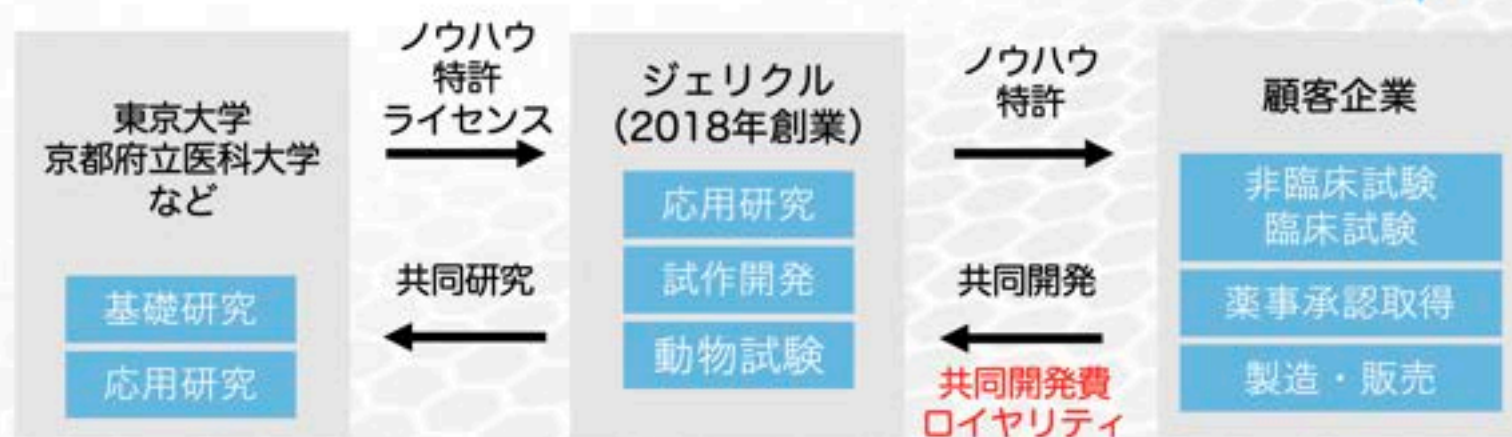 東京大学
京都府立医科大学
など
基礎研究
応用研究
ノウハウ
特許
ライセンス
共同研究
ジェリクル
（2018年創業）
応用研究
試作開発
動物試験
ノウハウ
特許
共同開発
共同開発費
ロイヤリティ
顧客企業
非臨床試験
臨床試験
薬事承認取得
製造・販売